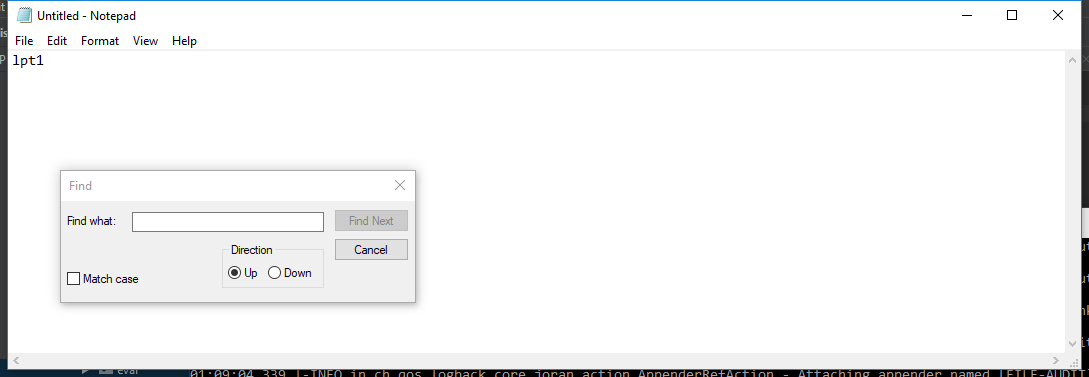 Untitled - Notepad
File Edit Format View Help
lpt1
Find
Find what:
Find Next
Direction
Cancel
Up Down
Match case
eval
01:09:04,339 |-INFO in ch.qos.logback.core.joran.action.AppenderRefAction - Attaching appender named [FILE-AUDIT